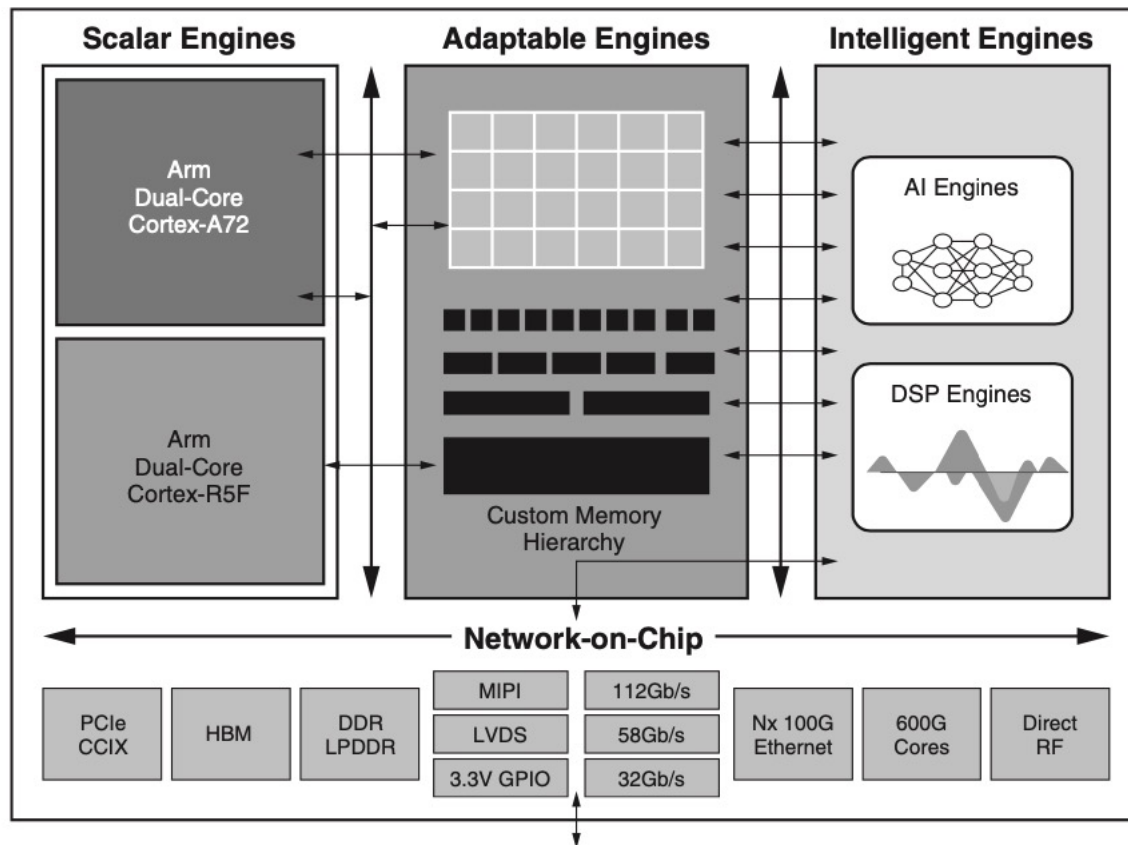 Scalar Engines
Adaptable Engines
Intelligent Engines
Arm
Dual-Core
Cortex-A72
Arm
Dual-Core
Cortex-R5F
Custom Memory
Hierarchy
AI Engines
DSP Engines
Network-on-Chip
PCIe
CCIX
HBM
DDR
LPDDR
MIPI
LVDS
3.3V GPIO
112Gb/s
58Gb/s
32Gb/s
Nx 100G
Ethernet
600G
Cores
Direct
RF